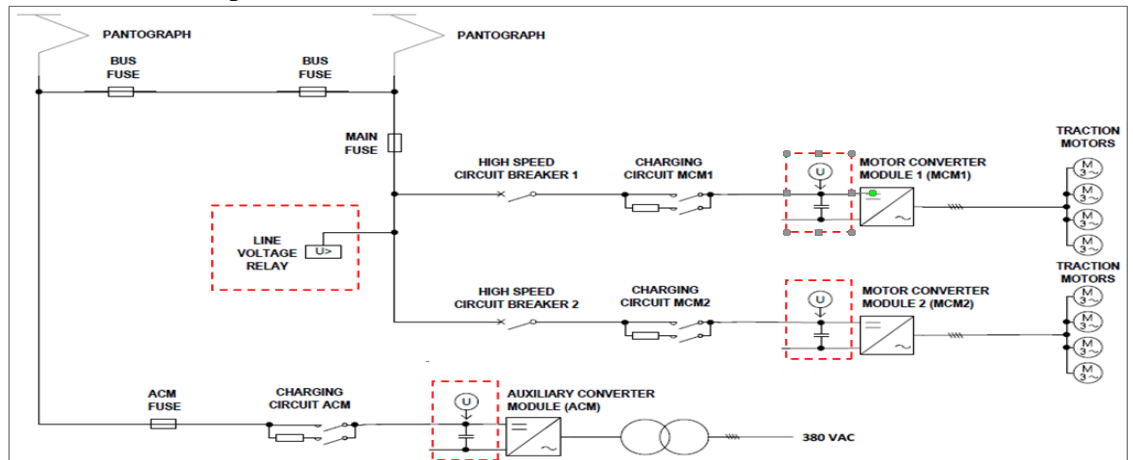 PANTOGRAPH
PANTOGRAPH
BUS
FUSE
BUS
FUSE
MAIN
FUSE
HIGH SPEED
CIRCUIT BREAKER 1
CHARGING
CIRCUIT MCM1
U
MOTOR CONVERTER
MODULE 1 (MCM1)
TRACTION
MOTORS
M
3~
M
3~
M
3~
M
3~
LINE
VOLTAGE
RELAY
U>
HIGH SPEED
CIRCUIT BREAKER 2
CHARGING
CIRCUIT MCM2
U
MOTOR CONVERTER
MODULE 2 (MCM2)
TRACTION
MOTORS
M
3~
M
3~
M
3~
M
3~
ACM
FUSE
CHARGING
CIRCUIT ACM
U
AUXILIARY CONVERTER
MODULE (ACM)
380 VAC